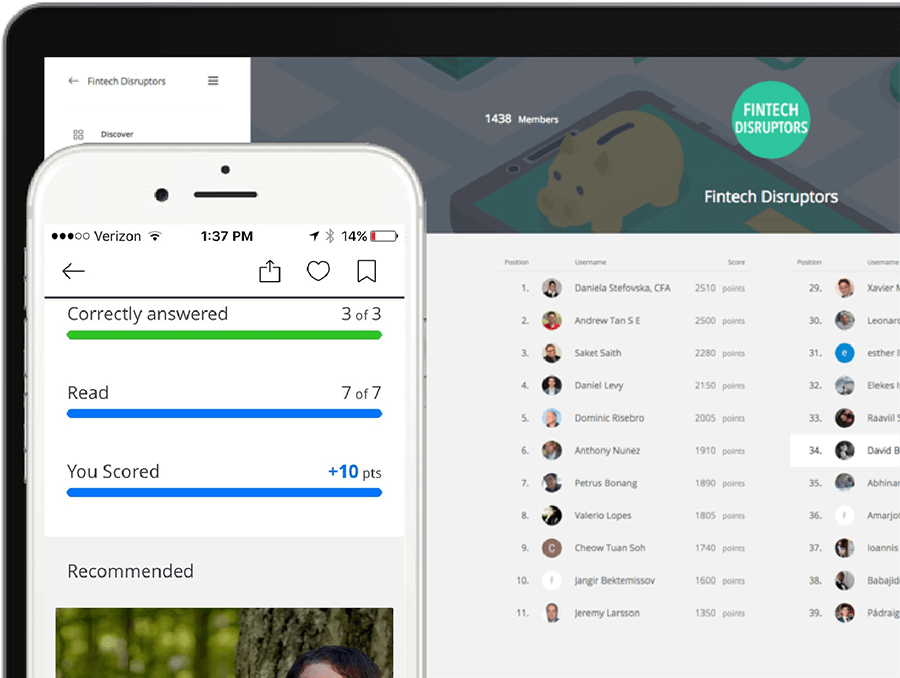 ← Fintech Disruptors
Discover
1438 Members
FINTECH
DISRUPTORS
Fintech Disruptors
Verizon 1:37 PM 14%
Correctly answered 3 of 3
Read 7 of 7
You Scored +10 pts
Recommended
Position Username Score
1. Daniela Stefovska, CFA 2510 points
2. Andrew Tan S E 2500 points
3. Saket Saith 2280 points
4. Daniel Levy 2150 points
5. Dominic Risebro 2005 points
6. Anthony Nunez 1910 points
7. Petrus Bonang 1890 points
8. Valerio Lopes 1805 points
9. C Cheow Tuan Soh 1740 points
10. Jangir Bektemissov 1600 points
11. Jeremy Larsson 1350 points
Position Username
29. Xavier
30. Leonar
31. e esther
32. Elekes
33. Raaviil
34. David B
35. Abhinar
36. Amarjot
37. Ioannis
38. Babajid
39. Pádraig